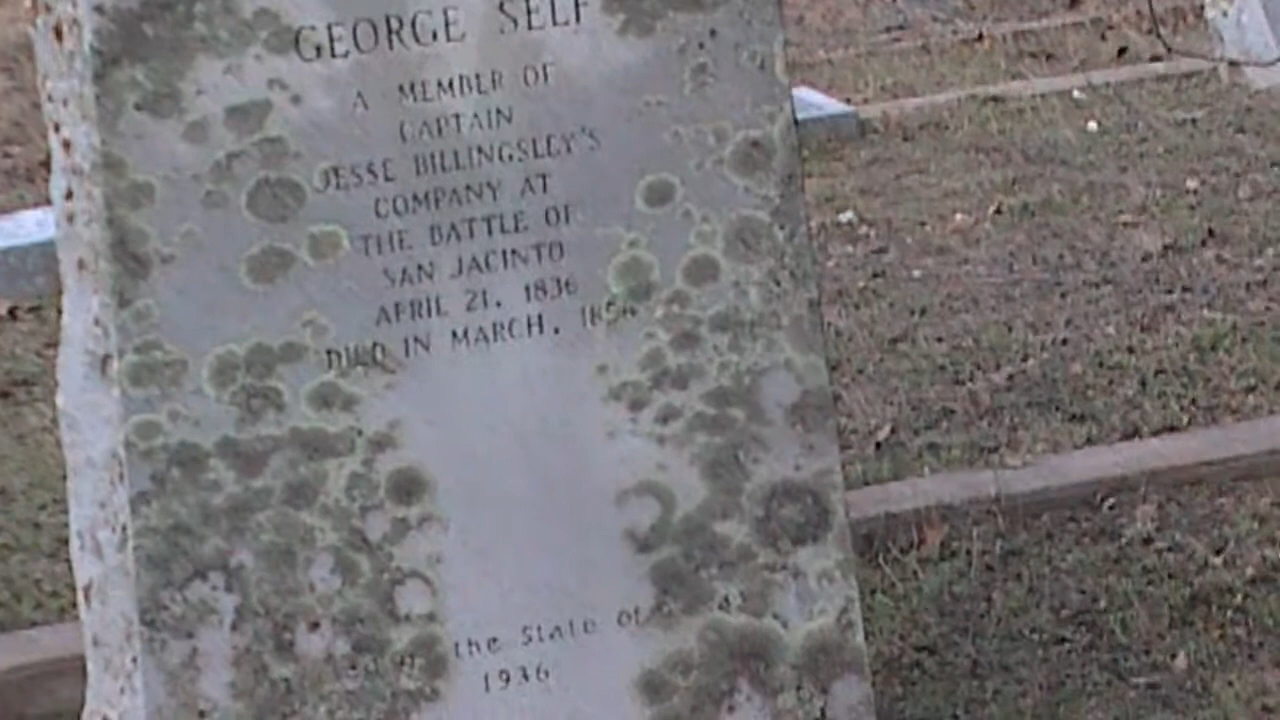 GEORGE SELF
A MEMBER OF
CAPTAIN
JESSE BILLINGSLEY'S
COMPANY AT
THE BATTLE OF
SAN JACINTO
APRIL 21, 1836
DIED IN MARCH,
the State of
1936